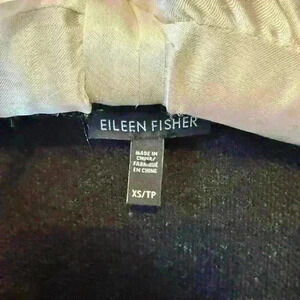 EILEEN FISHER
MADE IN
CHINA/
FABRIQUÉ
EN CHINE
XS/TP